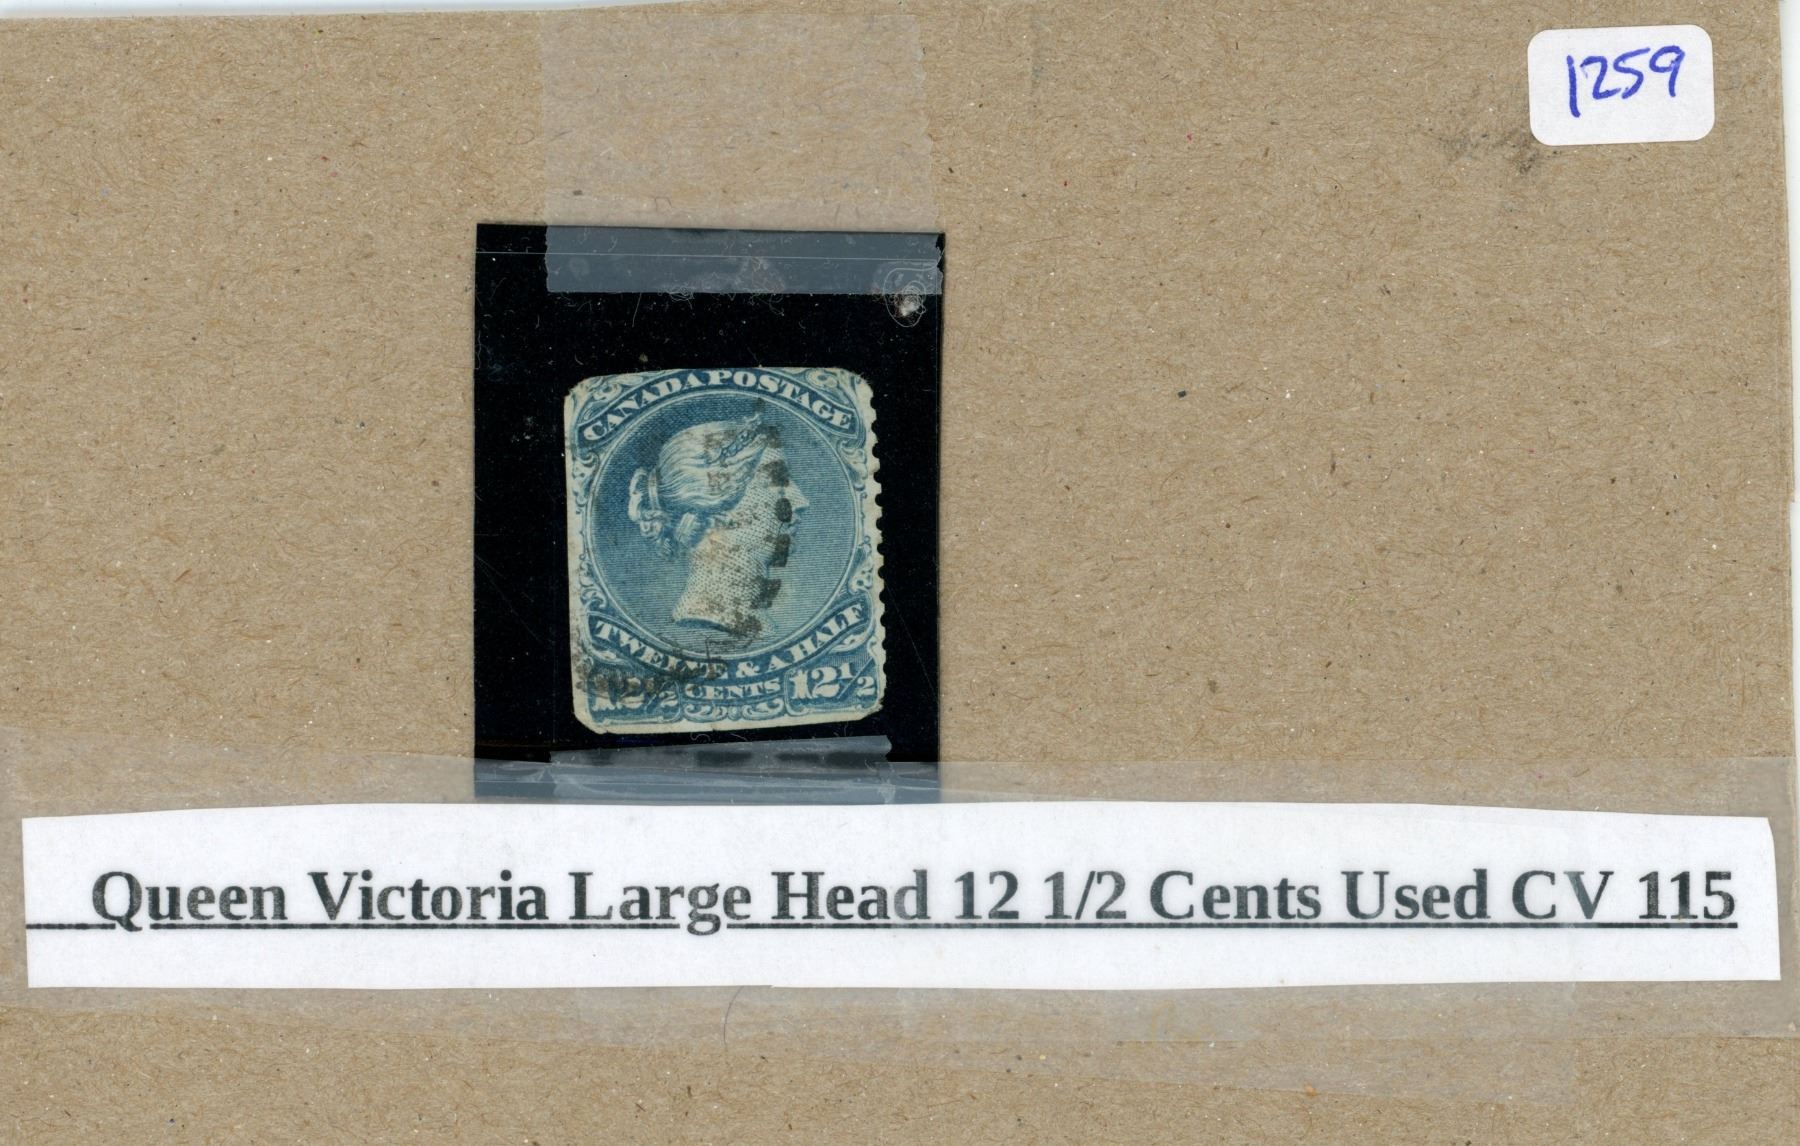 1259
CANADA POSTAGE
TWELVE & A HALF
12½ CENTS 12½
Queen Victoria Large Head 12 1/2 Cents Used CV 115